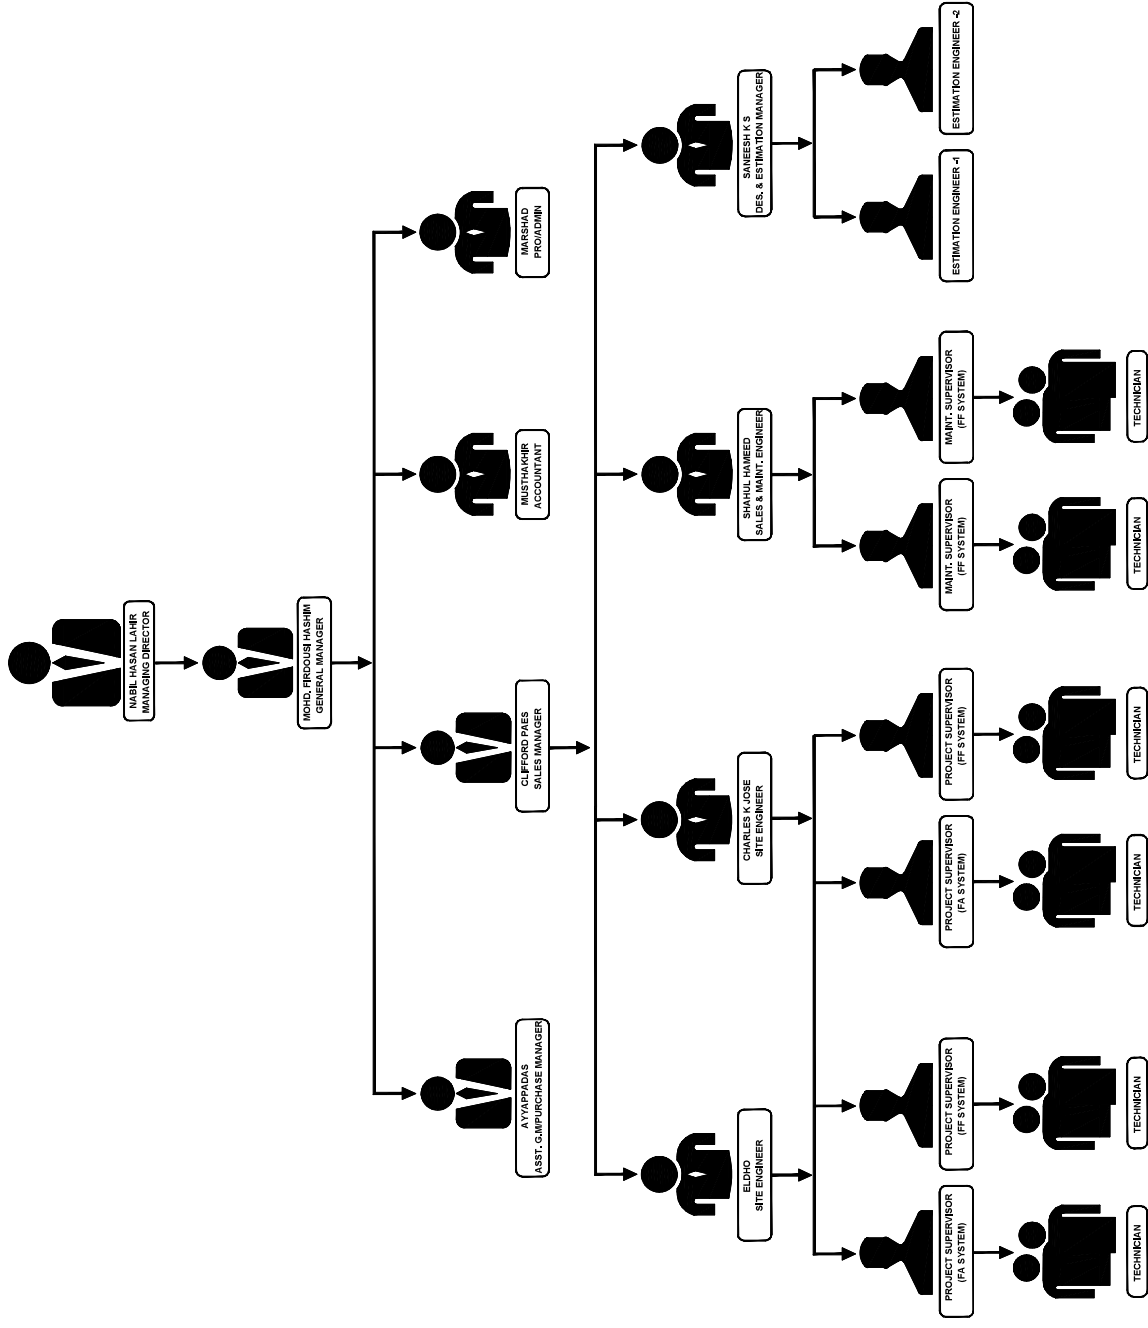 NABIL HASAN LAHIR
MANAGING DIRECTOR
MOHD. FIRDOUSI HASHIM
GENERAL MANAGER
AYYAPPADAS
ASST. G.M/PURCHASE MANAGER
CLIFFORD PAES
SALES MANAGER
MUSTHAKHIR
ACCOUNTANT
MARSHAD
PRO/ADMIN
ELDHO
SITE ENGINEER
CHARLES K JOSE
SITE ENGINEER
SHAHUL HAMEED
SALES & MAINT. ENGINEER
SANEESH K S
DES. & ESTIMATION MANAGER
PROJECT SUPERVISOR
(FA SYSTEM)
PROJECT SUPERVISOR
(FF SYSTEM)
PROJECT SUPERVISOR
(FA SYSTEM)
PROJECT SUPERVISOR
(FF SYSTEM)
MAINT. SUPERVISOR
(FF SYSTEM)
MAINT. SUPERVISOR
(FF SYSTEM)
ESTIMATION ENGINEER -1
ESTIMATION ENGINEER -2
TECHNICIAN
TECHNICIAN
TECHNICIAN
TECHNICIAN
TECHNICIAN
TECHNICIAN